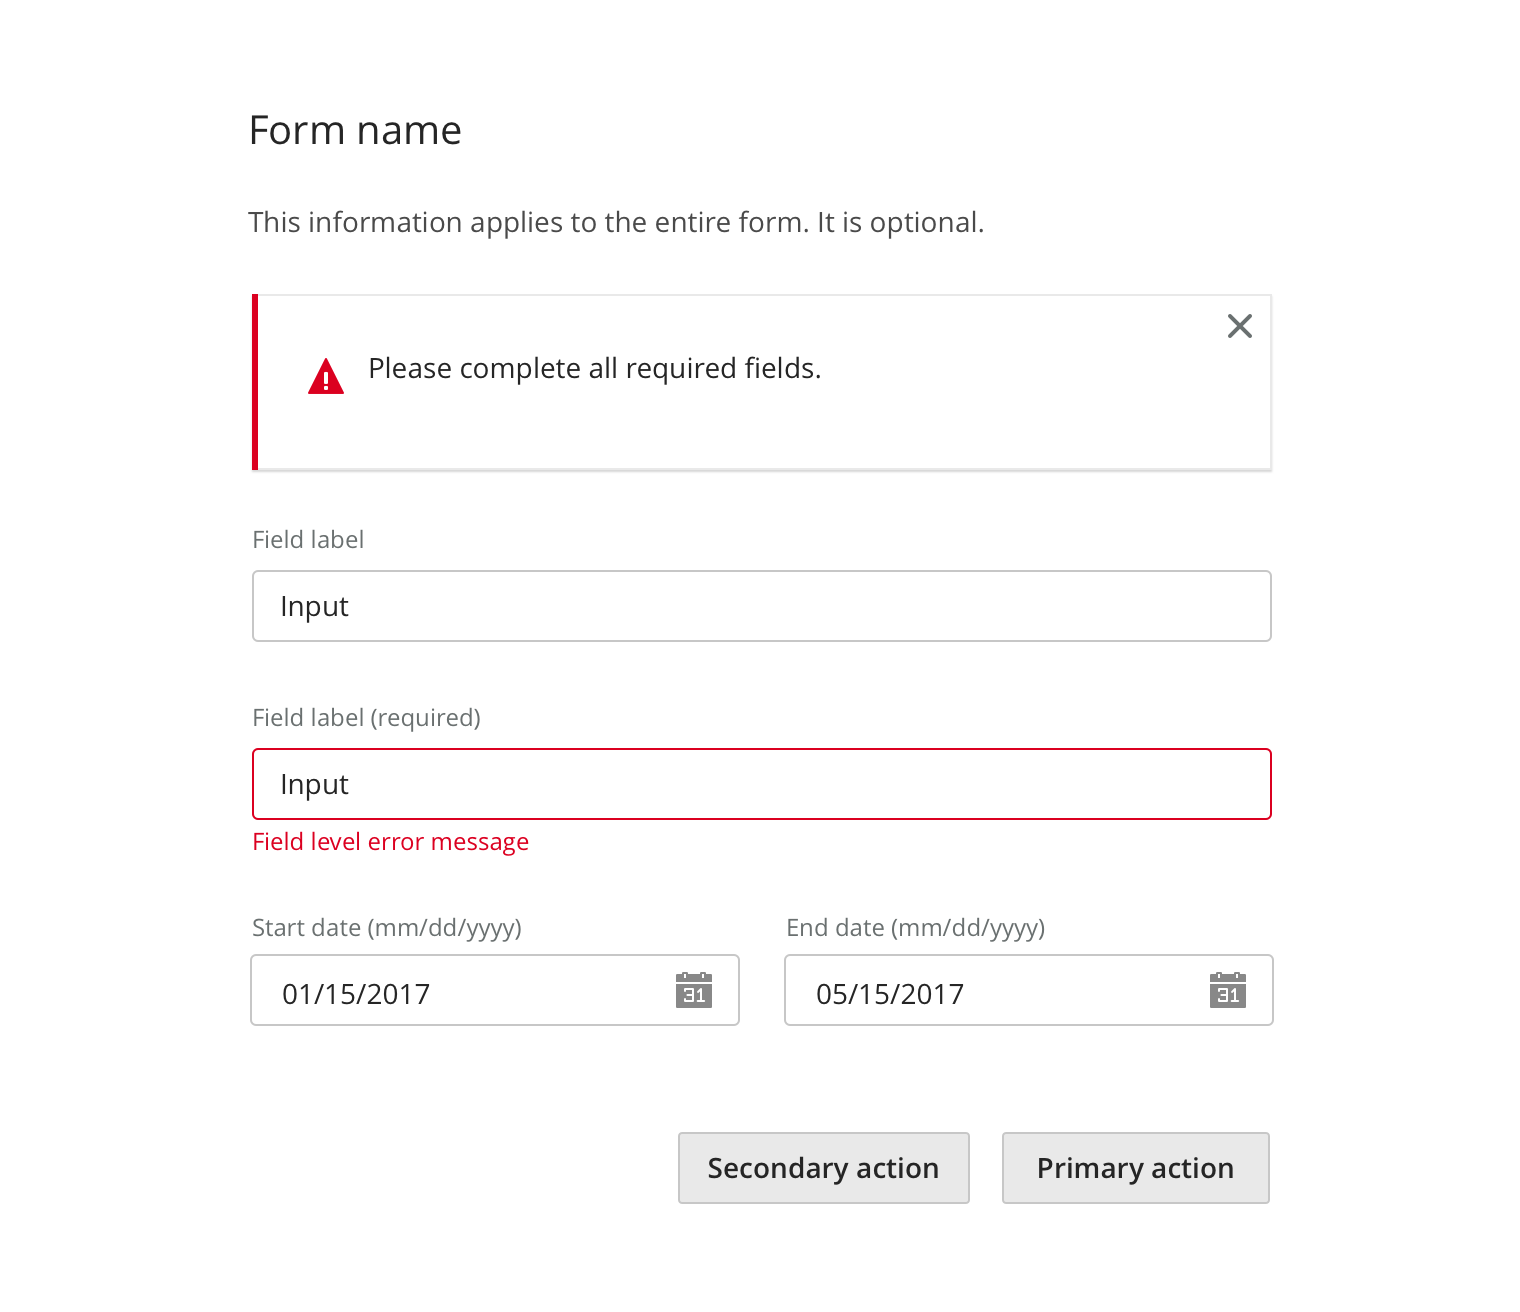 Form name
This information applies to the entire form. It is optional.
Please complete all required fields.
Field label
Input
Field label (required)
Input
Field level error message
Start date (mm/dd/yyyy) End date (mm/dd/yyyy)
01/15/2017 31 05/15/2017 31
Secondary action Primary action